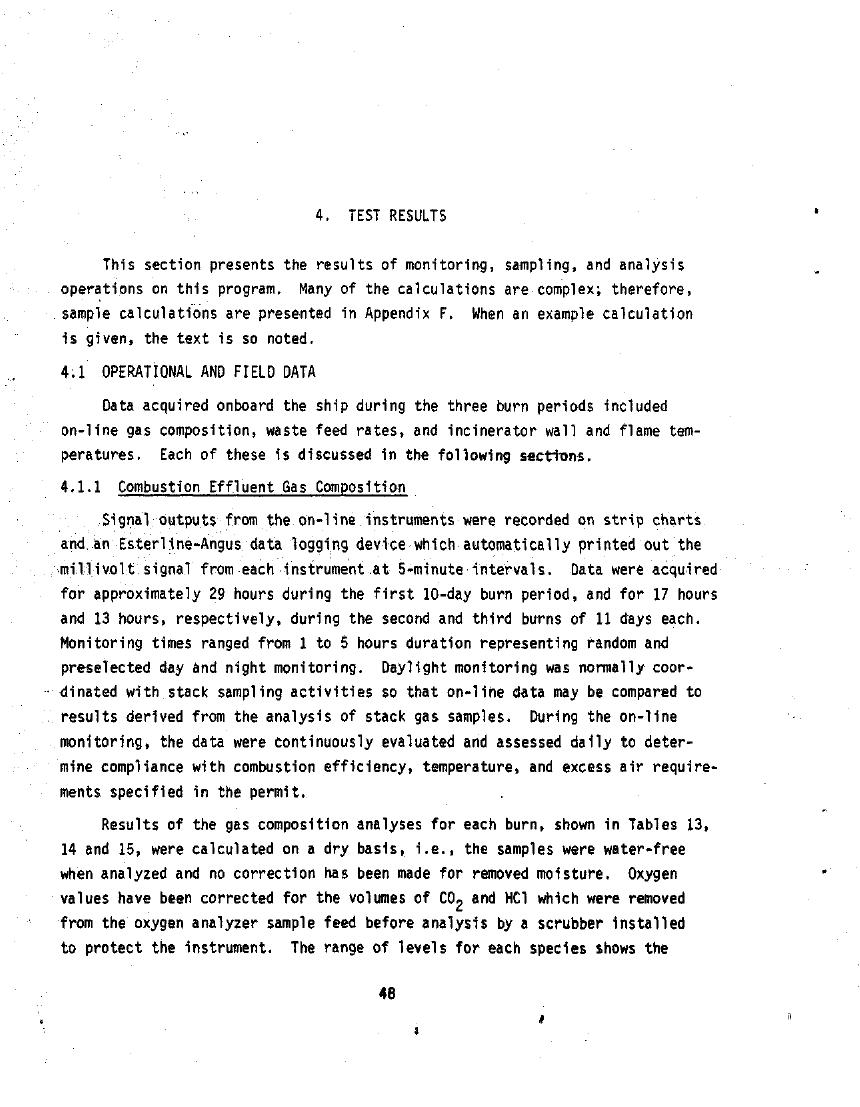 4. TEST RESULTS
This section presents the results of monitoring, sampling, and analysis
operations on this program. Many of the calculations are complex; therefore,
sample calculations are presented in Appendix F. When an example calculation
is given, the text is so noted.
4.1 OPERATIONAL AND FIELD DATA
Data acquired onboard the ship during the three burn periods included
on-line gas composition, waste feed rates, and incinerator wall and flame tem-
peratures. Each of these is discussed in the following sections.
4.1.1 Combustion Effluent Gas Composition
Signal outputs from the on-line instruments were recorded on strip charts
and an Esterline-Angus data logging device which automatically printed out the
millivolt signal from each instrument at 5-minute intervals. Data were acquired
for approximately 29 hours during the first 10-day burn period, and for 17 hours
and 13 hours, respectively, during the second and third burns of 11 days each.
Monitoring times ranged from 1 to 5 hours duration representing random and
preselected day and night monitoring. Daylight monitoring was normally coor-
dinated with stack sampling activities so that on-line data may be compared to
results derived from the analysis of stack gas samples. During the on-line
monitoring, the data were continuously evaluated and assessed daily to deter-
mine compliance with combustion efficiency, temperature, and excess air require-
ments specified in the permit.
Results of the gas composition analyses for each burn, shown in Tables 13,
14 and 15, were calculated on a dry basis, i.e., the samples were water-free
when analyzed and no correction has been made for removed moisture. Oxygen
values have been corrected for the volumes of CO2 and HCl which were removed
from the oxygen analyzer sample feed before analysis by a scrubber installed
to protect the instrument. The range of levels for each species shows the
48